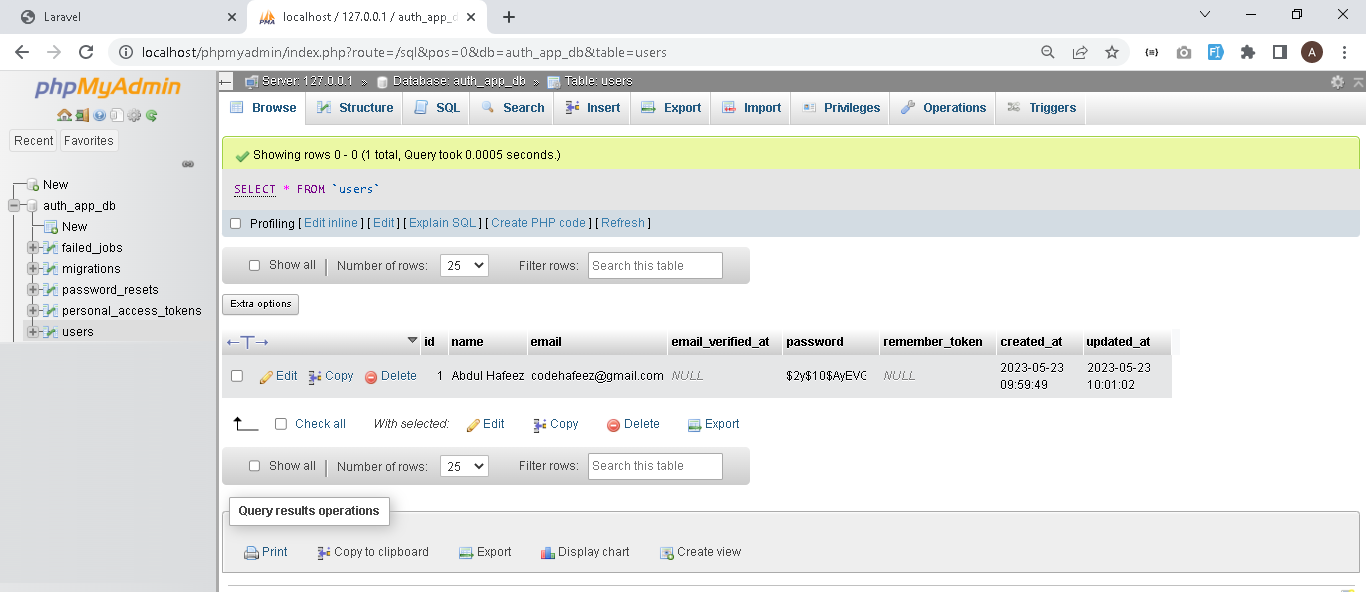 Laravel
localhost / 127.0.0.1 / auth_app_d
localhost/phpmyadmin/index.php?route=/sql&pos=0&db=auth_app_db&table=users
A
phpMyAdmin
Recent Favorites
New
auth_app_db
New
failed_jobs
migrations
password_resets
personal_access_tokens
users
Server: 127.0.0.1 » Database: auth_app_db » Table: users
Browse Structure SQL Search Insert Export Import Privileges Operations Triggers
Showing rows 0 - 0 (1 total, Query took 0.0005 seconds.)
SELECT * FROM `users`
Profiling [ Edit inline ] [ Edit ] [ Explain SQL ] [ Create PHP code ] [ Refresh ]
Show all Number of rows: 25 Filter rows: Search this table
Extra options
←T→ id name email email_verified_at password remember_token created_at updated_at
Edit Copy Delete 1 Abdul Hafeez codehafeez@gmail.com NULL $2y$10$AyEVG NULL 2023-05-23 09:59:49 2023-05-23 10:01:02
Check all With selected: Edit Copy Delete Export
Show all Number of rows: 25 Filter rows: Search this table
Query results operations
Print Copy to clipboard Export Display chart Create view